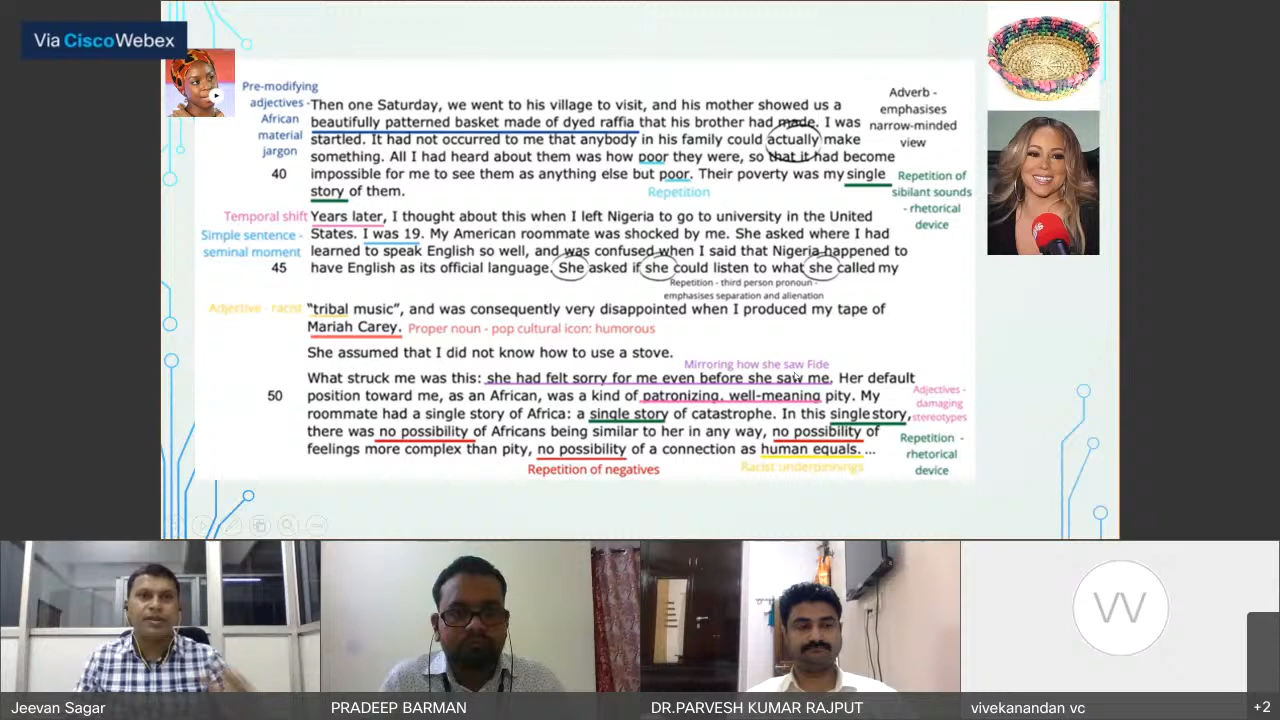 Via Cisco Webex
Pre-modifying
adjectives -
African
material
jargon
Then one Saturday, we went to his village to visit, and his mother showed us a
beautifully patterned basket made of dyed raffia that his brother had made. I was
startled. It had not occurred to me that anybody in his family could actually make
something. All I had heard about them was how poor they were, so that it had become
40 impossible for me to see them as anything else but poor. Their poverty was my single
story of them.
Adverb -
emphasises
narrow-minded
view
Repetition
Repetition of
sibilant sounds
- rhetorical
device
Temporal shift
Simple sentence -
seminal moment
Years later, I thought about this when I left Nigeria to go to university in the United
States. I was 19. My American roommate was shocked by me. She asked where I had
learned to speak English so well, and was confused when I said that Nigeria happened to
45 have English as its official language. She asked if she could listen to what she called my
Repetition - third person pronoun -
emphasises separation and alienation
Adjective - racist
"tribal music", and was consequently very disappointed when I produced my tape of
Mariah Carey. Proper noun - pop cultural icon: humorous
She assumed that I did not know how to use a stove.
Mirroring how she saw Fide
What struck me was this: she had felt sorry for me even before she saw me. Her default
50 position toward me, as an African, was a kind of patronizing, well-meaning pity. My
roommate had a single story of Africa: a single story of catastrophe. In this single story,
there was no possibility of Africans being similar to her in any way, no possibility of
feelings more complex than pity, no possibility of a connection as human equals. ...
Adjectives -
damaging
stereotypes
Repetition -
rhetorical
device
Repetition of negatives
Racist underpinnings
VV
Jeevan Sagar
PRADEEP BARMAN
DR.PARVESH KUMAR RAJPUT
vivekanandan vc
+2